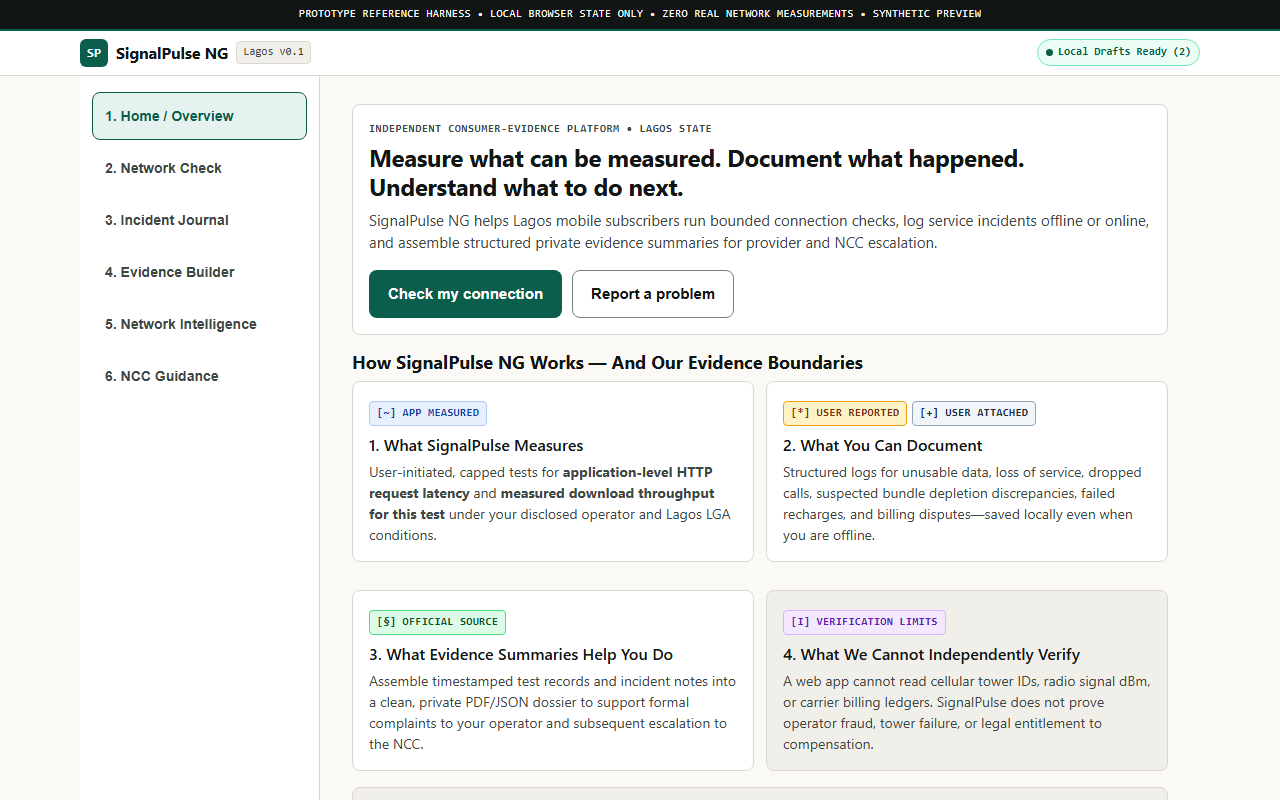 PROTOTYPE REFERENCE HARNESS • LOCAL BROWSER STATE ONLY • ZERO REAL NETWORK MEASUREMENTS • SYNTHETIC PREVIEW
SP SignalPulse NG Lagos v0.1
Local Drafts Ready (2)
1. Home / Overview
2. Network Check
3. Incident Journal
4. Evidence Builder
5. Network Intelligence
6. NCC Guidance
INDEPENDENT CONSUMER-EVIDENCE PLATFORM • LAGOS STATE
Measure what can be measured. Document what happened.
Understand what to do next.
SignalPulse NG helps Lagos mobile subscribers run bounded connection checks, log service incidents offline or online,
and assemble structured private evidence summaries for provider and NCC escalation.
Check my connection
Report a problem
How SignalPulse NG Works — And Our Evidence Boundaries
[~] APP MEASURED
1. What SignalPulse Measures
User-initiated, capped tests for application-level HTTP
request latency and measured download throughput
for this test under your disclosed operator and Lagos LGA
conditions.
[*] USER REPORTED
[+] USER ATTACHED
2. What You Can Document
Structured logs for unusable data, loss of service, dropped
calls, suspected bundle depletion discrepancies, failed
recharges, and billing disputes—saved locally even when
you are offline.
[§] OFFICIAL SOURCE
3. What Evidence Summaries Help You Do
Assemble timestamped test records and incident notes into
a clean, private PDF/JSON dossier to support formal
complaints to your operator and subsequent escalation to
the NCC.
[I] VERIFICATION LIMITS
4. What We Cannot Independently Verify
A web app cannot read cellular tower IDs, radio signal dBm,
or carrier billing ledgers. SignalPulse does not prove
operator fraud, tower failure, or legal entitlement to
compensation.